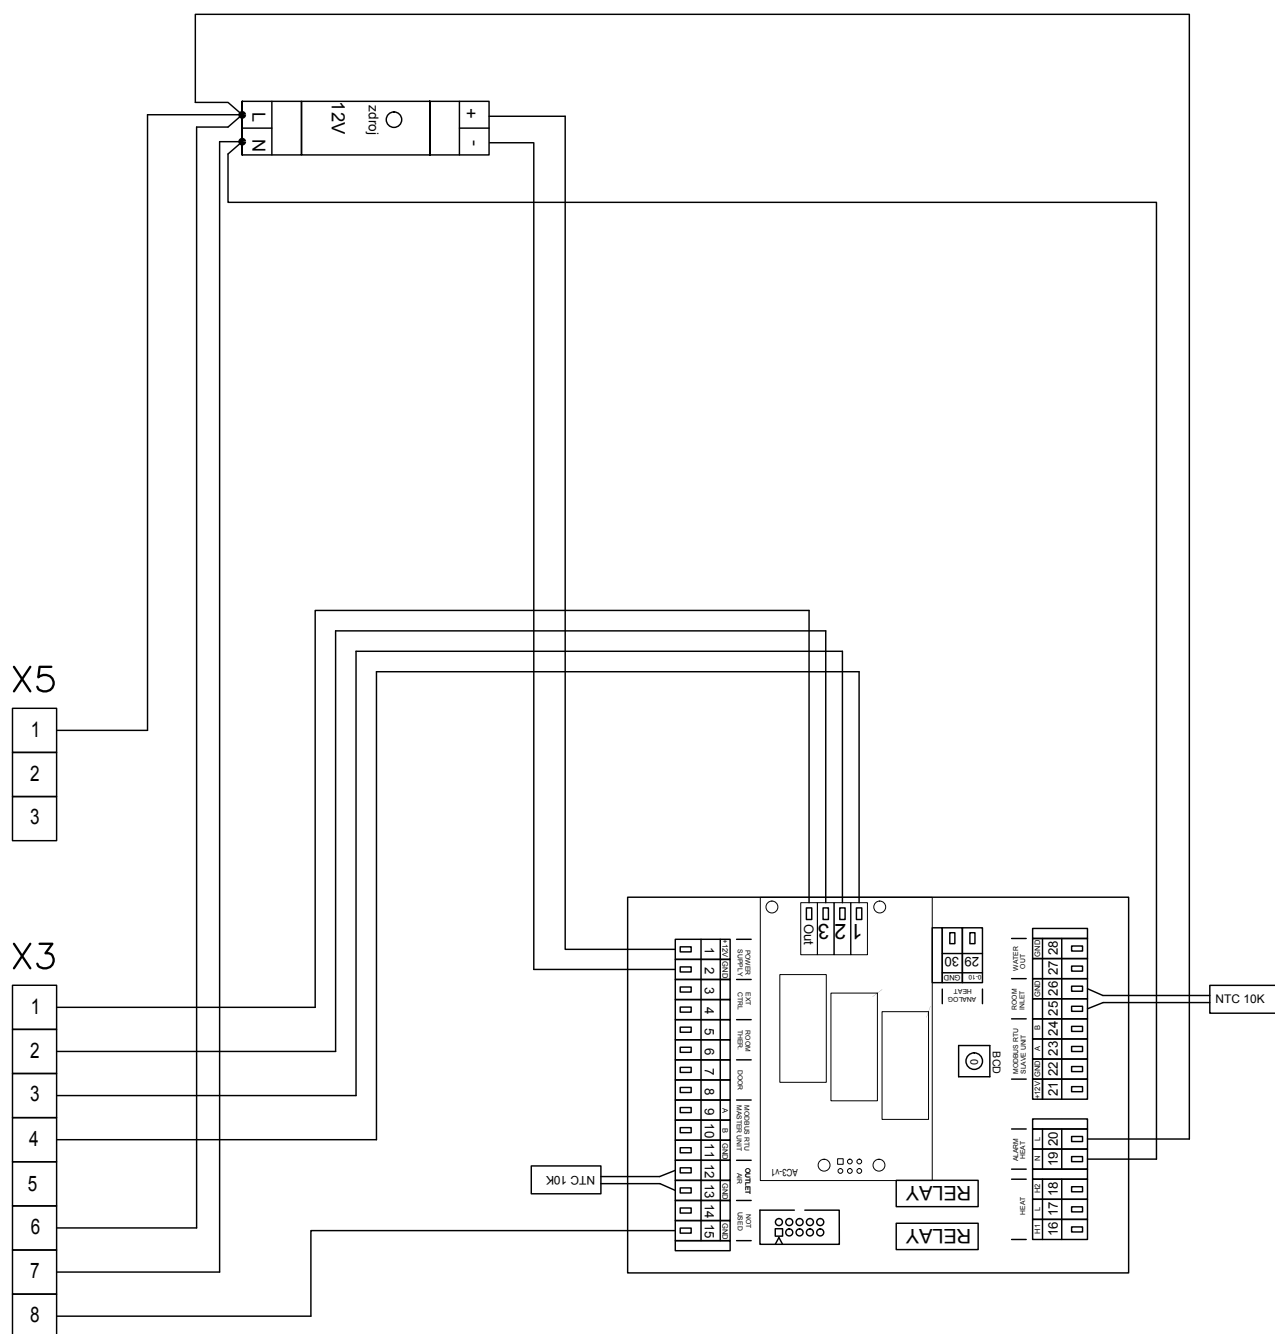 L
N
12V
zdroj
+
-
X5
1
2
3
X3
1
2
3
4
5
6
7
8
Out
3
2
1
1
+12V
2
GND
3
4
5
6
7
8
9
A
10
B
11
GND
12
13
GND
14
15
GND
POWER
SUPPLY
EXT
CTRL
ROOM
THER.
DOOR
MODBUS RTU
MASTER UNIT
OUTLET
AIR
NOT
USED
NTC 10K
AC3-v1
30
29
GND
0-10
ANALOG
HEAT
BCD
0
RELAY
RELAY
WATER
OUT
ROOM
INLET
MODBUS RTU
SLAVE UNIT
ALARM
HEAT
HEAT
GND
28
27
GND
26
25
B
24
A
23
GND
22
+12V
21
L
20
N
19
H2
18
L
17
H1
16
NTC 10K